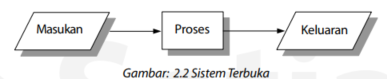 Masukan
Proses
Keluaran
Gambar: 2.2 Sistem Terbuka